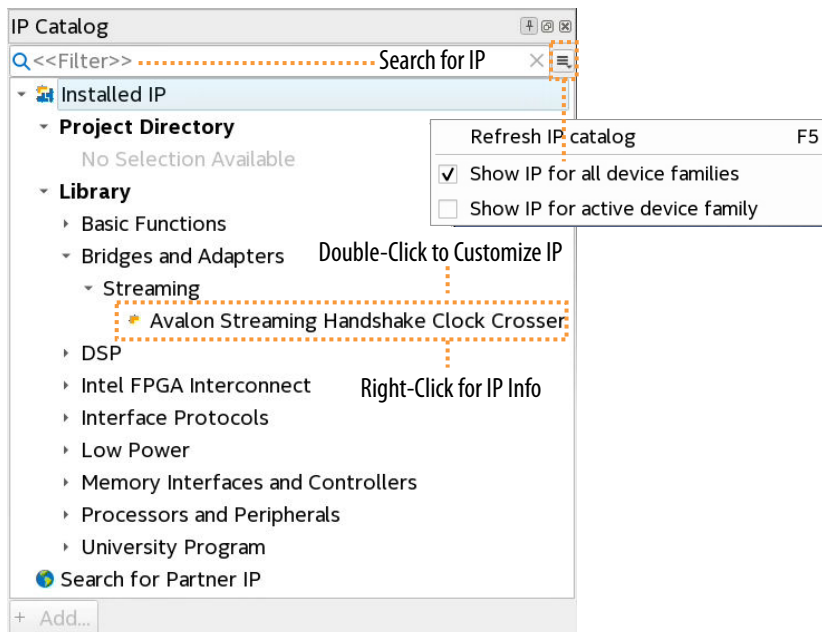 IP Catalog
<<Filter>>
Search for IP
Installed IP
Project Directory
No Selection Available
Refresh IP catalog F5
Show IP for all device families
Show IP for active device family
Library
Basic Functions
Bridges and Adapters
Double-Click to Customize IP
Streaming
Avalon Streaming Handshake Clock Crosser
DSP
Intel FPGA Interconnect
Right-Click for IP Info
Interface Protocols
Low Power
Memory Interfaces and Controllers
Processors and Peripherals
University Program
Search for Partner IP
+ Add...